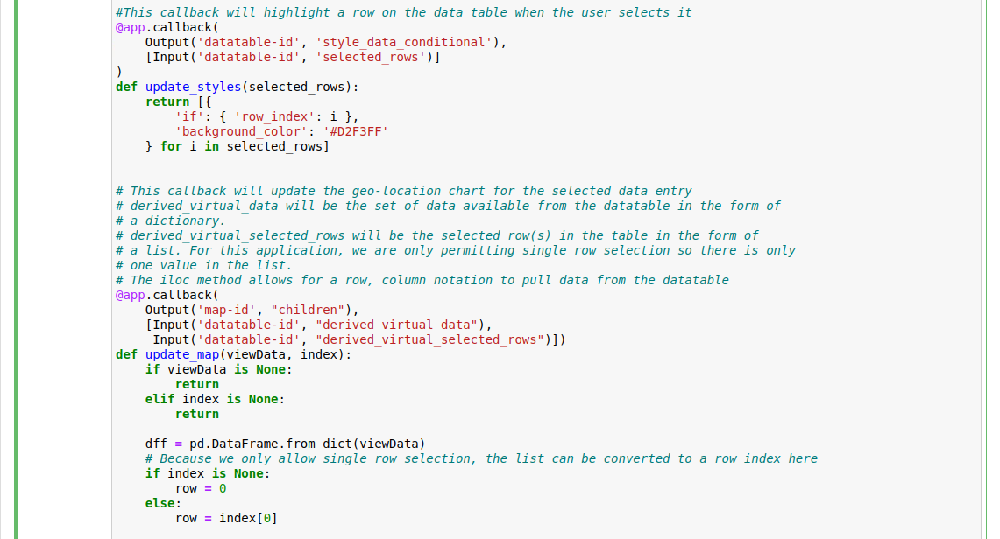 #This callback will highlight a row on the data table when the user selects it
@app.callback(
    Output('datatable-id', 'style_data_conditional'),
    [Input('datatable-id', 'selected_rows')]
)
def update_styles(selected_rows):
    return [{
        'if': { 'row_index': i },
        'background_color': '#D2F3FF'
    } for i in selected_rows]


# This callback will update the geo-location chart for the selected data entry
# derived_virtual_data will be the set of data available from the datatable in the form of
# a dictionary.
# derived_virtual_selected_rows will be the selected row(s) in the table in the form of
# a list. For this application, we are only permitting single row selection so there is only
# one value in the list.
# The iloc method allows for a row, column notation to pull data from the datatable
@app.callback(
    Output('map-id', "children"),
    [Input('datatable-id', "derived_virtual_data"),
     Input('datatable-id', "derived_virtual_selected_rows")])
def update_map(viewData, index):
    if viewData is None:
        return
    elif index is None:
        return

    dff = pd.DataFrame.from_dict(viewData)
    # Because we only allow single row selection, the list can be converted to a row index here
    if index is None:
        row = 0
    else:
        row = index[0]